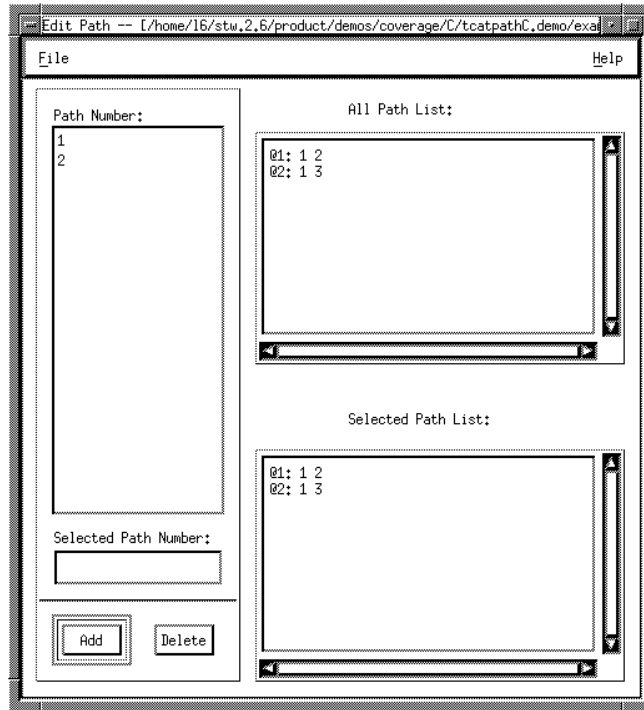 Edit Path -- [/home/l6/stw.2.6/product/demos/coverage/C/tcatpathC.demo/exam
File Help
Path Number:
1
2
All Path List:
@1: 1 2
@2: 1 3
Selected Path List:
@1: 1 2
@2: 1 3
Selected Path Number:
Add Delete